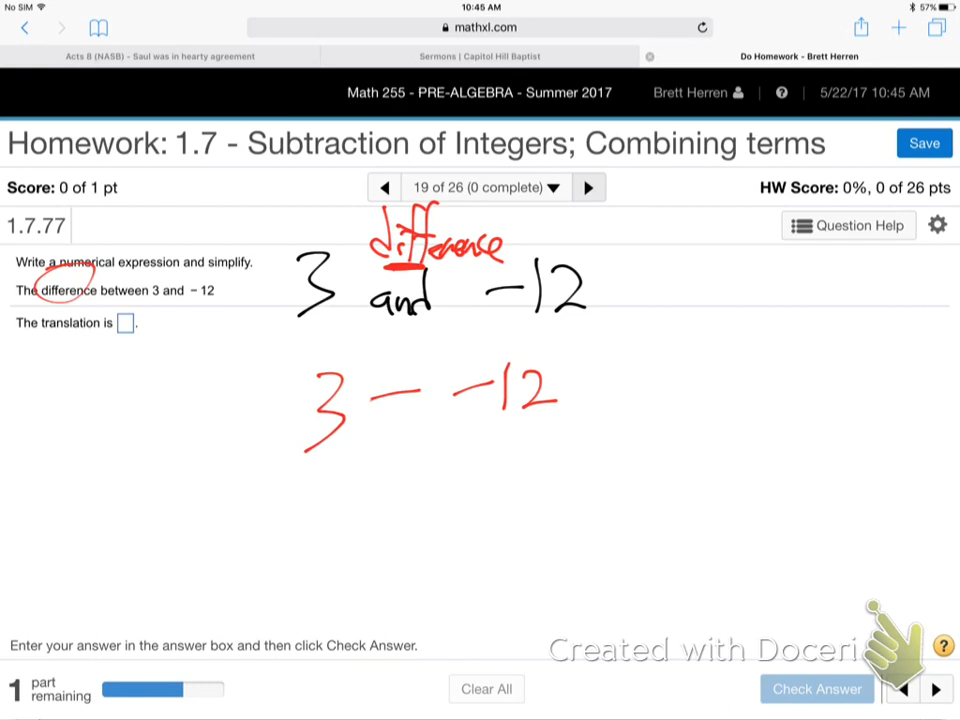 No SIM 10:45 AM 57%
mathxl.com
Acts 8 (NASB) - Saul was in hearty agreement Sermons | Capitol Hill Baptist Do Homework - Brett Herren
Math 255 - PRE-ALGEBRA - Summer 2017 Brett Herren | ? | 5/22/17 10:45 AM
Homework: 1.7 - Subtraction of Integers; Combining terms Save
Score: 0 of 1 pt 19 of 26 (0 complete) HW Score: 0%, 0 of 26 pts
1.7.77 Question Help
difference
Write a numerical expression and simplify.
The difference between 3 and - 12
3 and -12
The translation is .
3 - -12
Enter your answer in the answer box and then click Check Answer.
Created with Doceri
?
1 part remaining Clear All Check Answer